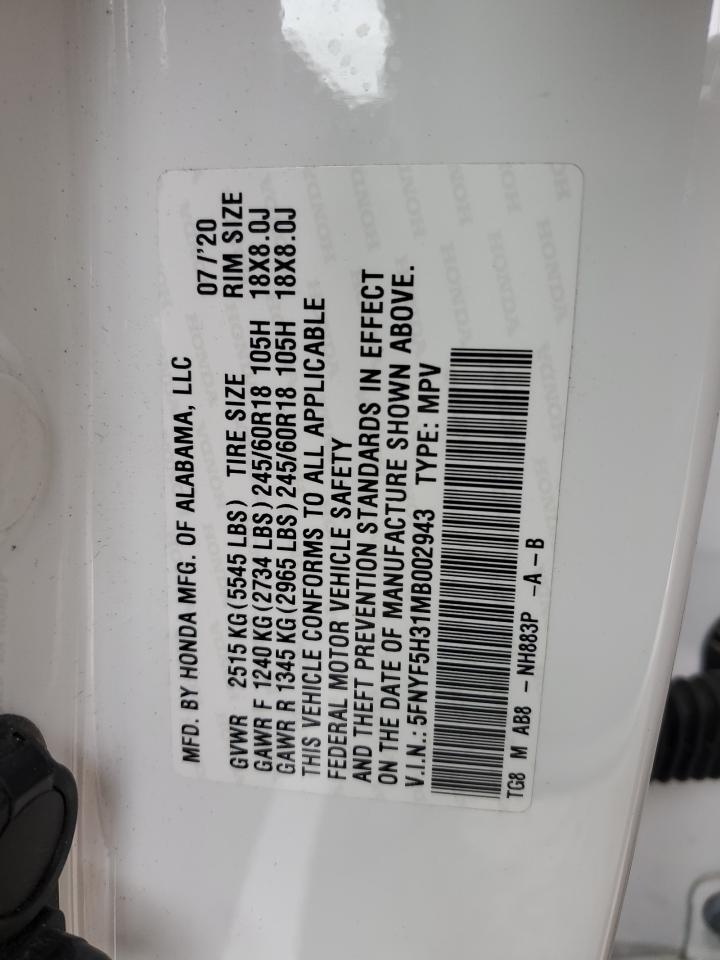 MFD. BY HONDA MFG. OF ALABAMA, LLC 07/'20
GVWR 2515 KG(5545 LBS) TIRE SIZE RIM SIZE
GAWR F 1240 KG(2734 LBS)245/60R18 105H 18X8.0J
GAWR R 1345 KG(2965 LBS)245/60R18 105H 18X8.0J
THIS VEHICLE CONFORMS TO ALL APPLICABLE
FEDERAL MOTOR VEHICLE SAFETY
AND THEFT PREVENTION STANDARDS IN EFFECT
ON THE DATE OF MANUFACTURE SHOWN ABOVE.
V.I.N.: 5FNYF5H31MB002943 TYPE: MPV
TG8 M AB8 - NH883P -A-B